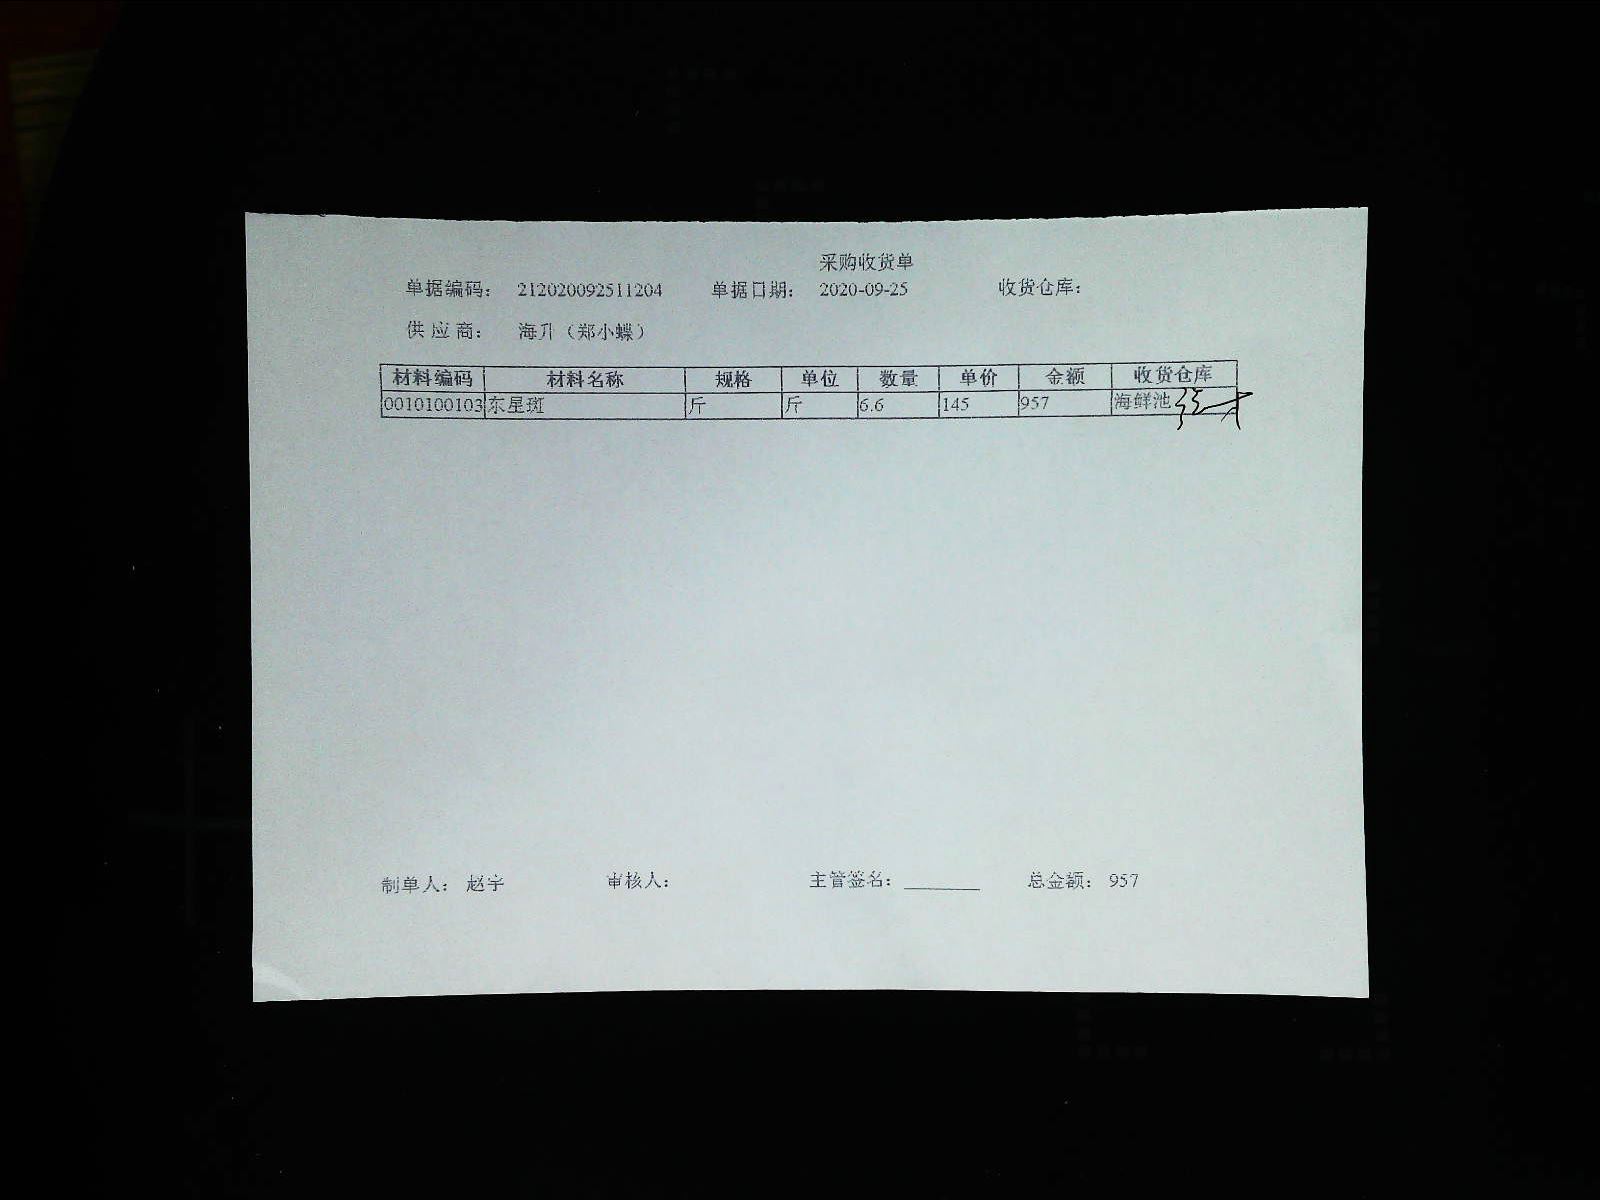 采购收货单
单据编码： 212020092511204 单据日期： 2020-09-25 收货仓库：
供 应 商： 海升（郑小蝶）
材料编码 材料名称 规格 单位 数量 单价 金额 收货仓库
0010100103 东星斑 斤 斤 6.6 145 957 海鲜池
制单人： 赵宇 审核人： 主管签名： ________ 总金额： 957